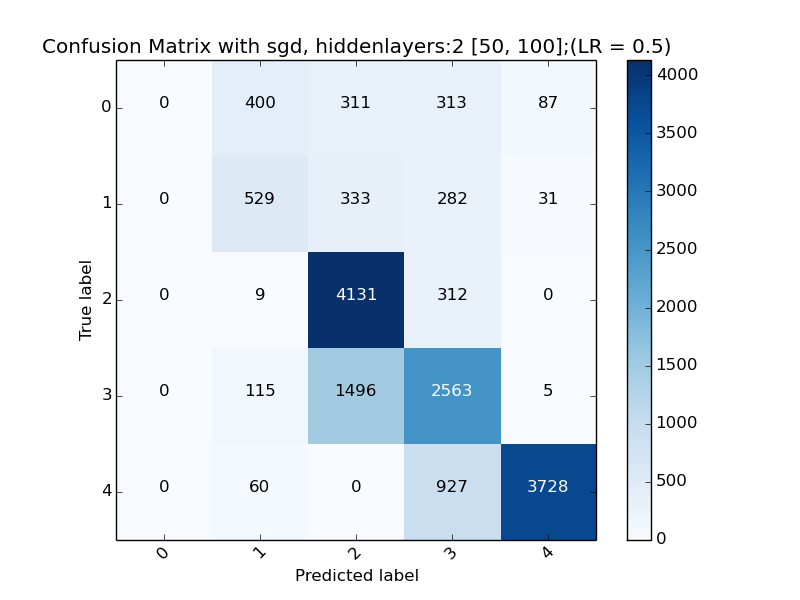 Confusion Matrix with sgd, hiddenlayers:2 [50, 100];(LR = 0.5)
0 0 400 311 313 87
1 0 529 333 282 31
2 0 9 4131 312 0
3 0 115 1496 2563 5
4 0 60 0 927 3728
0 1 2 3 4
True label
Predicted label
4000
3500
3000
2500
2000
1500
1000
500
0